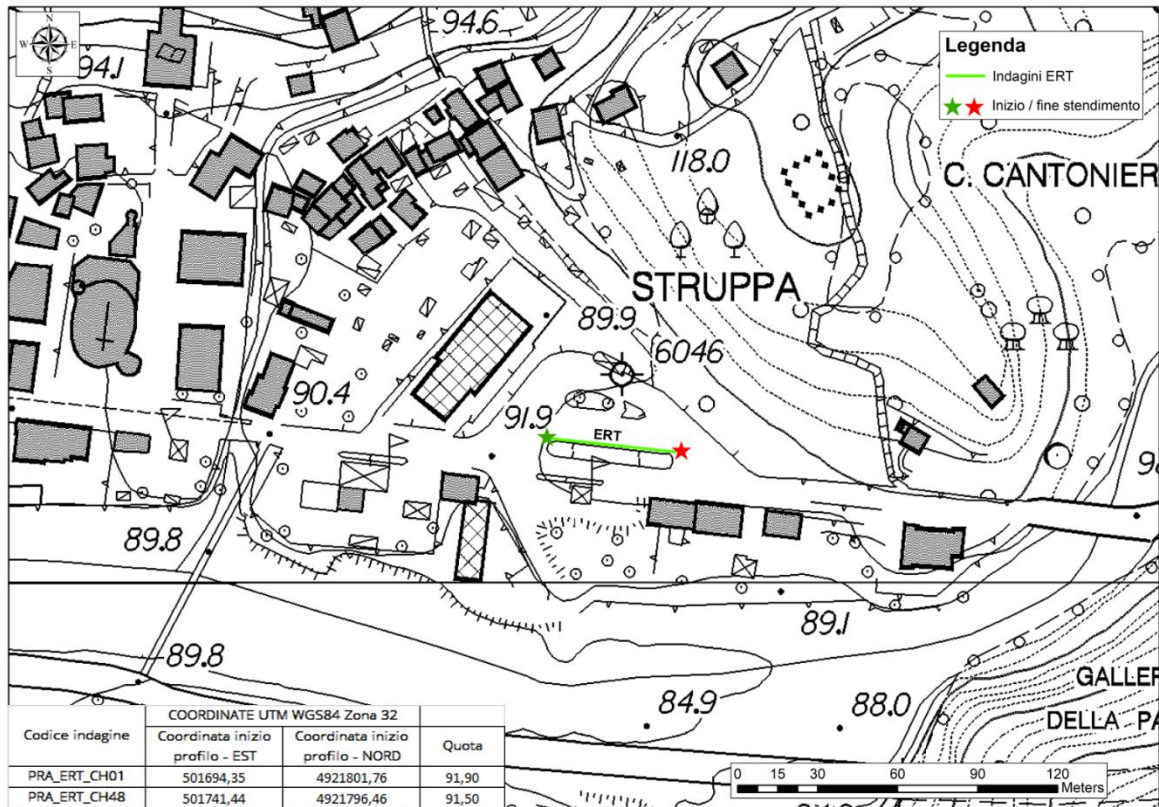 N
W E
S
94.6
94.1
Legenda
Indagini ERT
Inizio / fine stendimento
118.0
C. CANTONIER
STRUPPA
89.9
6046
90.4
91.9
ERT
89.8
89.1
89.8
84.9
88.0
GALLER
DELLA PA
COORDINATE UTM WGS84 Zona 32
Codice indagine
Coordinata inizio profilo - EST
Coordinata inizio profilo - NORD
Quota
PRA_ERT_CH01 501694,35 4921801,76 91,90
PRA_ERT_CH48 501741,44 4921796,46 91,50
0 15 30 60 90 120
Meters